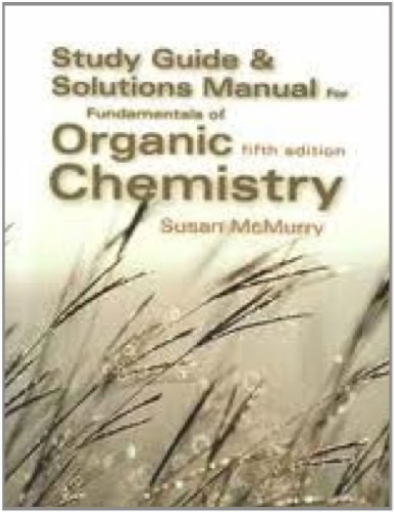 Study Guide &
Solutions Manual For
Fundamentals of
Organic fifth edition
Chemistry
Susan McMurry